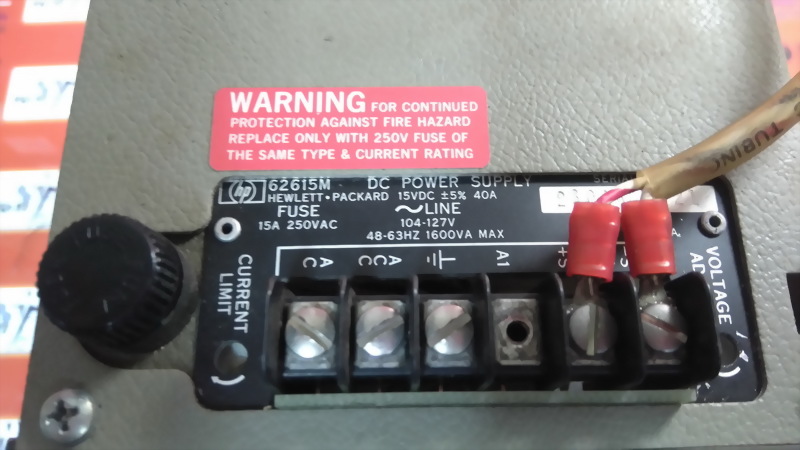 WARNING FOR CONTINUED
PROTECTION AGAINST FIRE HAZARD
REPLACE ONLY WITH 250V FUSE OF
THE SAME TYPE & CURRENT RATING
hp 62615M DC POWER SUPPLY
HEWLETT•PACKARD 15VDC ±5% 40A
FUSE
15A 250VAC
LINE
104-127V
48-63HZ 1600VA MAX
CURRENT
LIMIT
AC
ACC
A1
+S
VOLTAGE
TUBING